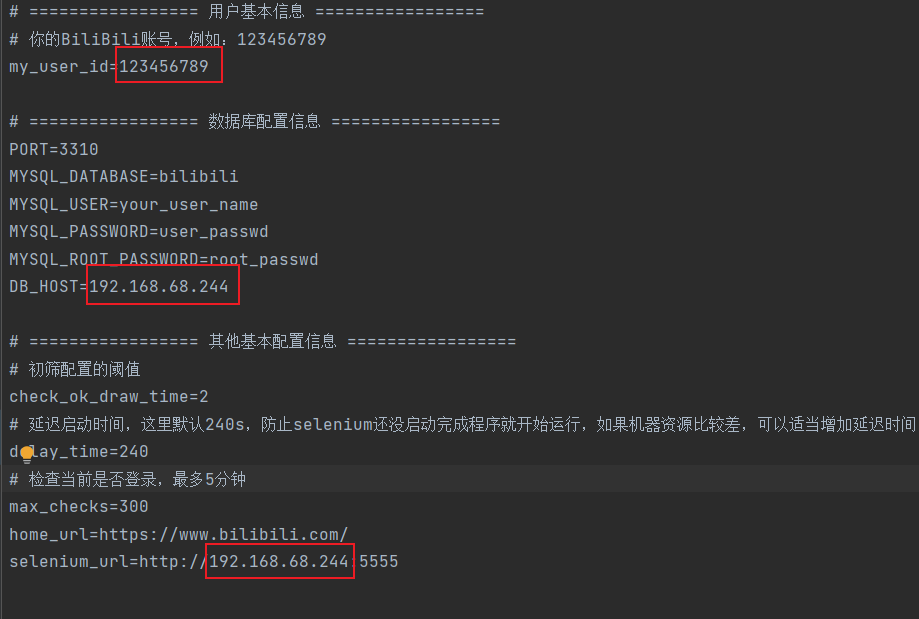 # ================= 用户基本信息 =================
# 你的BiliBili账号，例如：123456789
my_user_id=123456789
# ================= 数据库配置信息 =================
PORT=3310
MYSQL_DATABASE=bilibili
MYSQL_USER=your_user_name
MYSQL_PASSWORD=user_passwd
MYSQL_ROOT_PASSWORD=root_passwd
DB_HOST=192.168.68.244
# ================= 其他基本配置信息 =================
# 初筛配置的阈值
check_ok_draw_time=2
# 延迟启动时间，这里默认240s，防止selenium还没启动完成程序就开始运行，如果机器资源比较差，可以适当增加延迟时间
delay_time=240
# 检查当前是否登录，最多5分钟
max_checks=300
home_url=https://www.bilibili.com/
selenium_url=http://192.168.68.244:5555